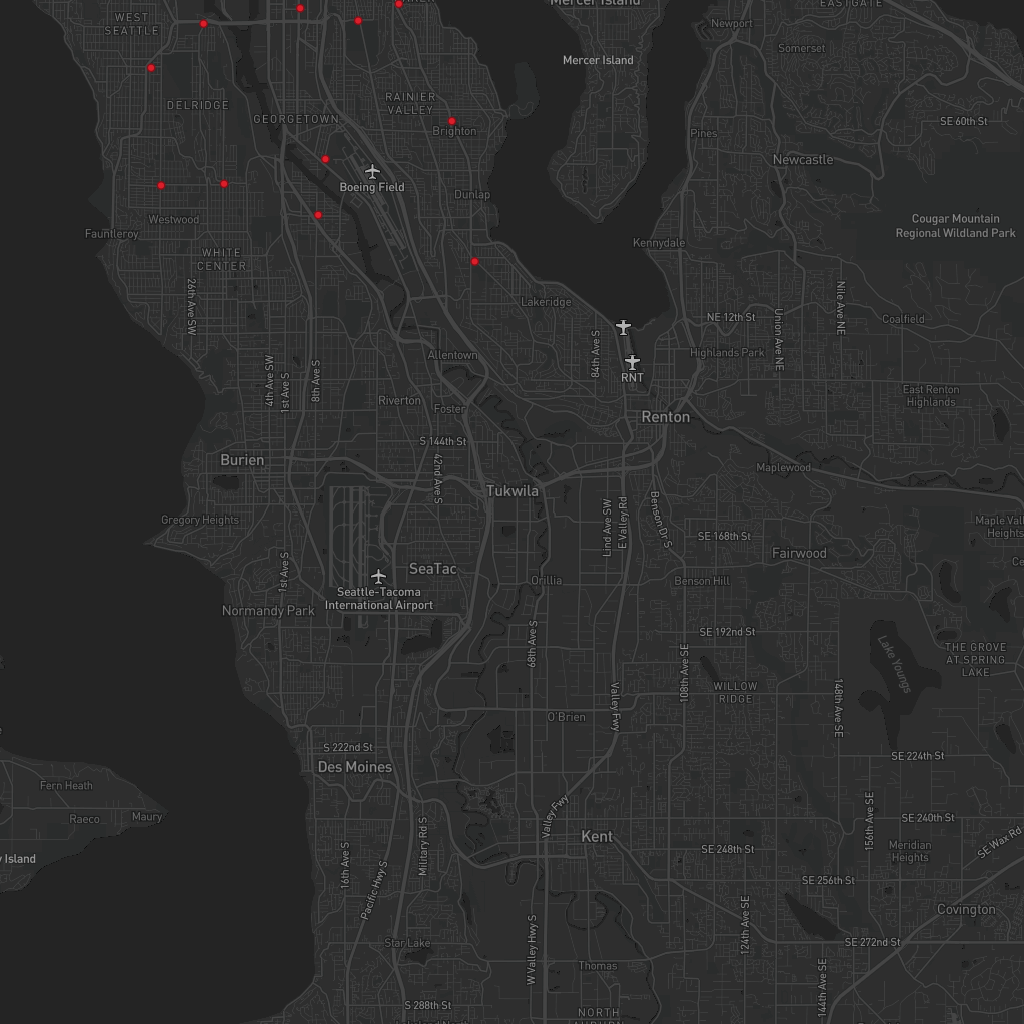 Mercer Island
EASTGATE
WEST
SEATTLE
Newport
Somerset
Mercer Island
RAINIER
VALLEY
DELRIDGE
GEORGETOWN
SE 60th St
Brighton
Pines
Newcastle
Boeing Field
Dunlap
Westwood
Fauntleroy
Cougar Mountain
Regional Wildland Park
Kennydale
WHITE
CENTER
26th Ave SW
Lakeridge
Nile Ave NE
NE 12th St
Union Ave NE
Coalfield
84th Ave S
Highlands Park
Allentown
4th Ave SW
1st Ave S
8th Ave S
RNT
East Renton
Highlands
Riverton
Foster
Renton
S 144th St
Burien
Maplewood
42nd Ave S
Tukwila
Gregory Heights
Lind Ave SW
E Valley Rd
Benson Dr S
SE 168th St
Maple Val
Heights
Fairwood
Ce
1st Ave S
SeaTac
Orillia
Benson Hill
Seattle-Tacoma
International Airport
Normandy Park
SE 192nd St
68th Ave S
Lake Youngs
THE GROVE
AT SPRING
LAKE
108th Ave SE
WILLOW
RIDGE
148th Ave SE
Valley Fwy
O'Brien
S 222nd St
SE 224th St
Des Moines
Fern Heath
Raeco
Maury
Valley Fwy
SE 240th St
156th Ave SE
Kent
Military Rd S
SE 248th St
Meridian
Heights
SE Wax Rd
y Island
16th Ave S
Pacific Hwy S
SE 256th St
Covington
124th Ave SE
Star Lake
W Valley Hwy S
SE 272nd St
Thomas
144th Ave SE
S 288th St
NORTH
AUBURN
Lakeland North